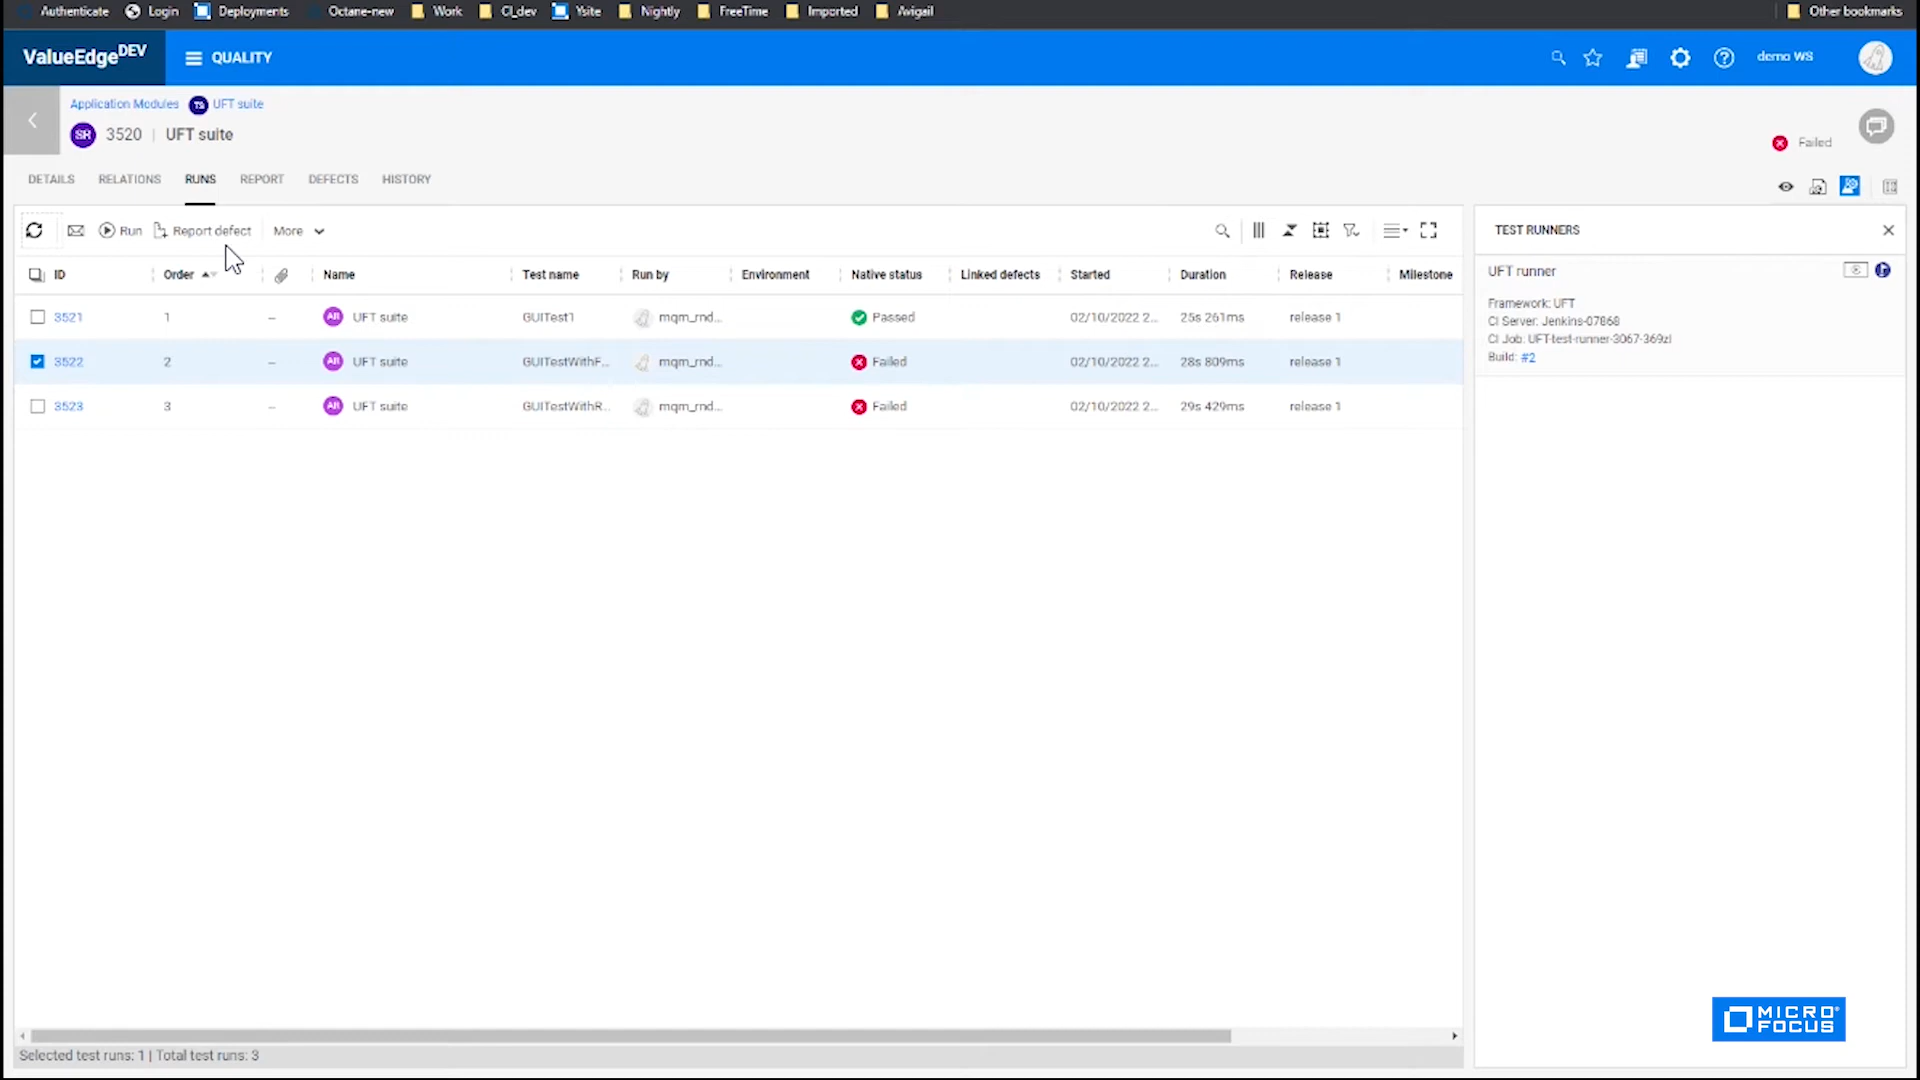 Authenticate Login Deployments Octane-new Work CI_dev Ysite Nightly FreeTime Imported Avigail Other bookmarks
ValueEdgeDEV QUALITY demo WS
Application Modules TS UFT suite
SR 3520 | UFT suite
Failed
DETAILS RELATIONS RUNS REPORT DEFECTS HISTORY
Run Report defect More
ID Order Name Test name Run by Environment Native status Linked defects Started Duration Release Milestone
3521 1 – AR UFT suite GUITest1 mqm_rnd... Passed 02/10/2022 2... 25s 261ms release 1
3522 2 – AR UFT suite GUITestWithF... mqm_rnd... Failed 02/10/2022 2... 28s 809ms release 1
3523 3 – AR UFT suite GUITestWithR... mqm_rnd... Failed 02/10/2022 2... 29s 429ms release 1
Selected test runs: 1 | Total test runs: 3
TEST RUNNERS
UFT runner
Framework: UFT
CI Server: Jenkins-07868
CI Job: UFT-test-runner-3067-369zl
Build: #2
MICRO
FOCUS